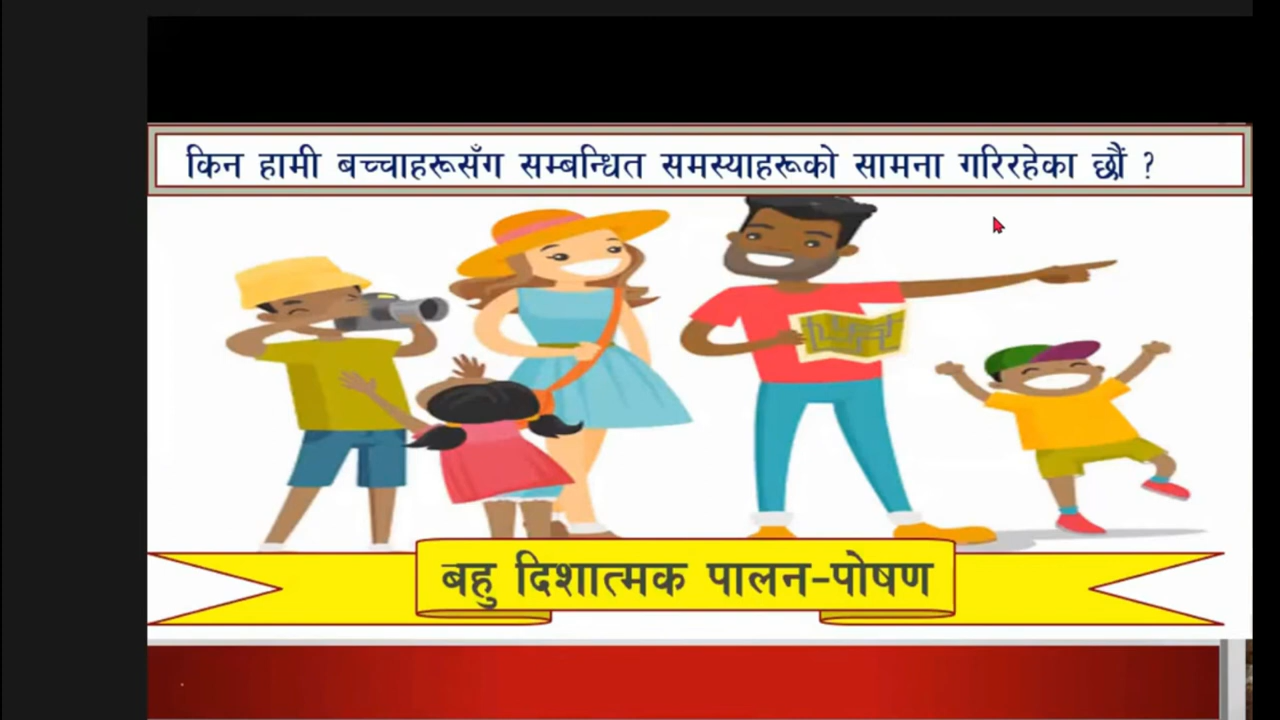 किन हामी बच्चाहरूसँग सम्बन्धित समस्याहरूको सामना गरिरहेका छौं ?
बहु दिशात्मक पालन-पोषण